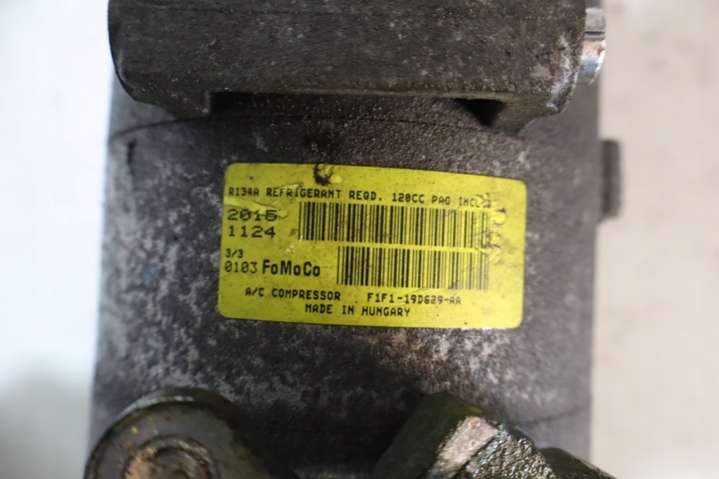 R134A REFRIGERANT REQD. 120CC PAG INCL
2015
1124
3/3
0103 FoMoCo
A/C COMPRESSOR F1F1-19D629-AA
MADE IN HUNGARY